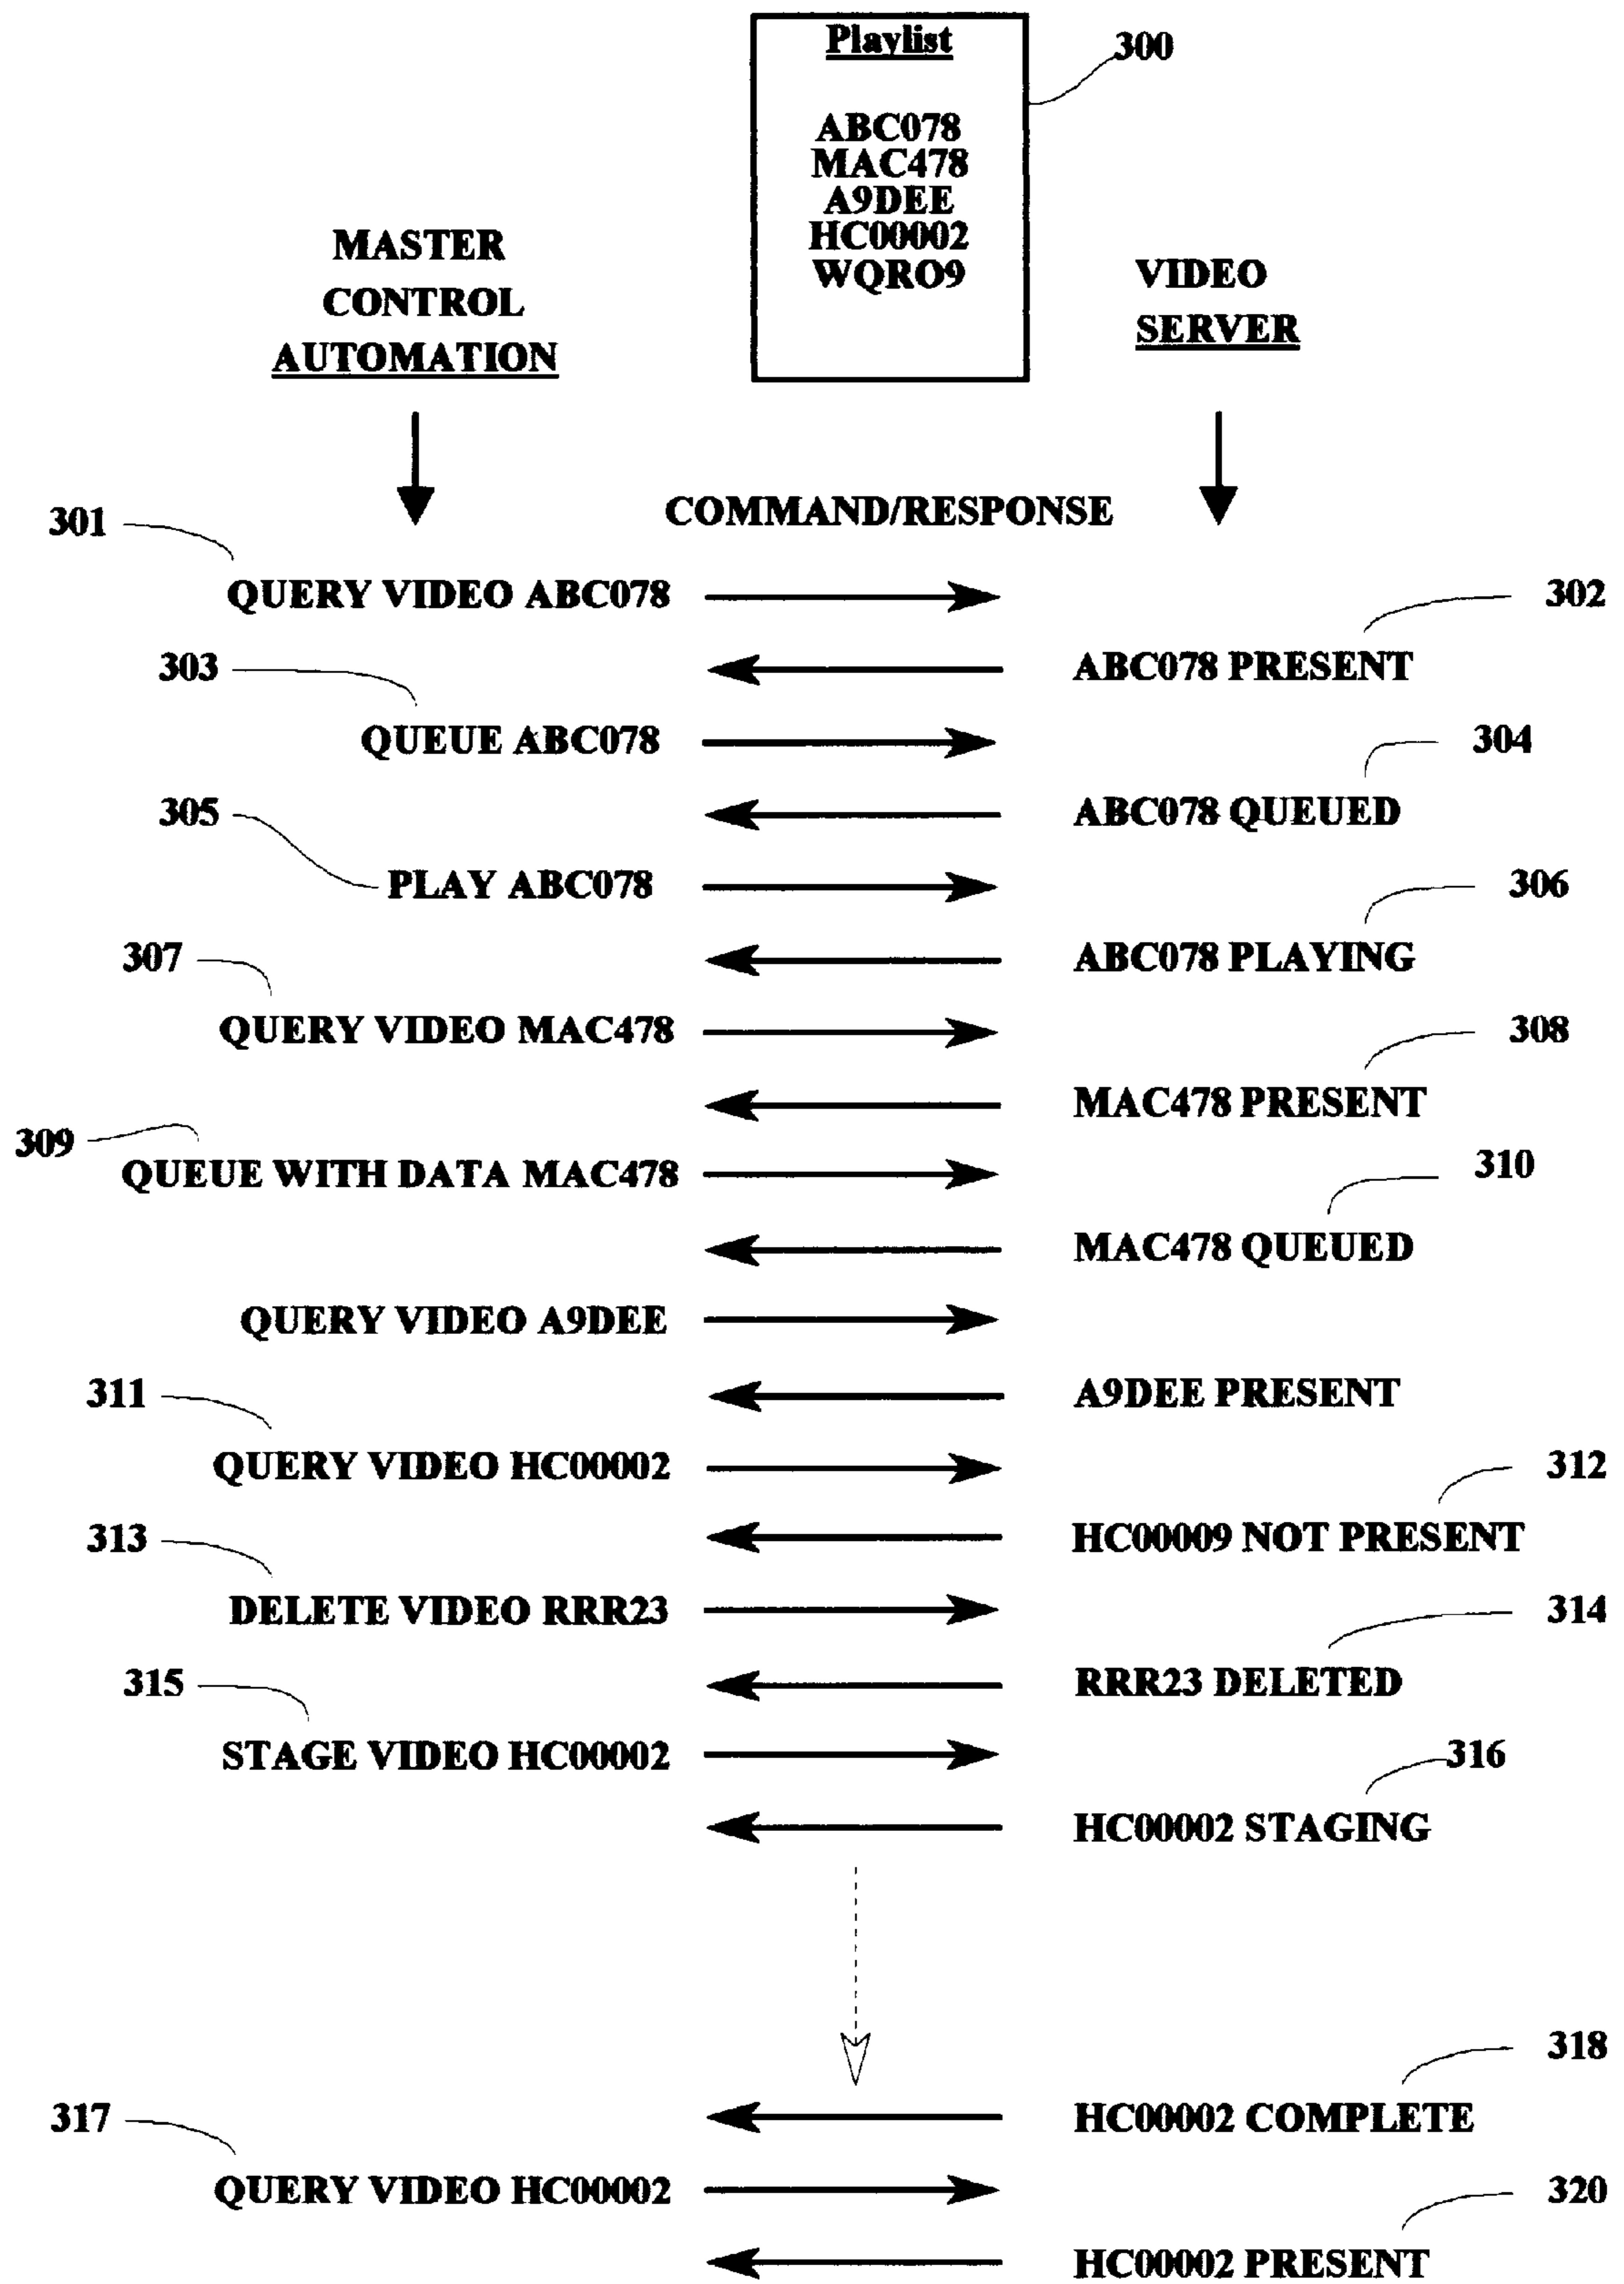 Playlist
300
ABC078
MAC478
A9DEE
HC00002
WQRO9
MASTER
CONTROL
AUTOMATION
VIDEO
SERVER
COMMAND/RESPONSE
301
QUERY VIDEO ABC078
302
ABC078 PRESENT
303
QUEUE ABC078
304
ABC078 QUEUED
305
PLAY ABC078
306
ABC078 PLAYING
307
QUERY VIDEO MAC478
308
MAC478 PRESENT
309
QUEUE WITH DATA MAC478
310
MAC478 QUEUED
QUERY VIDEO A9DEE
A9DEE PRESENT
311
QUERY VIDEO HC00002
312
HC00009 NOT PRESENT
313
DELETE VIDEO RRR23
314
RRR23 DELETED
315
STAGE VIDEO HC00002
316
HC00002 STAGING
318
HC00002 COMPLETE
317
QUERY VIDEO HC00002
320
HC00002 PRESENT